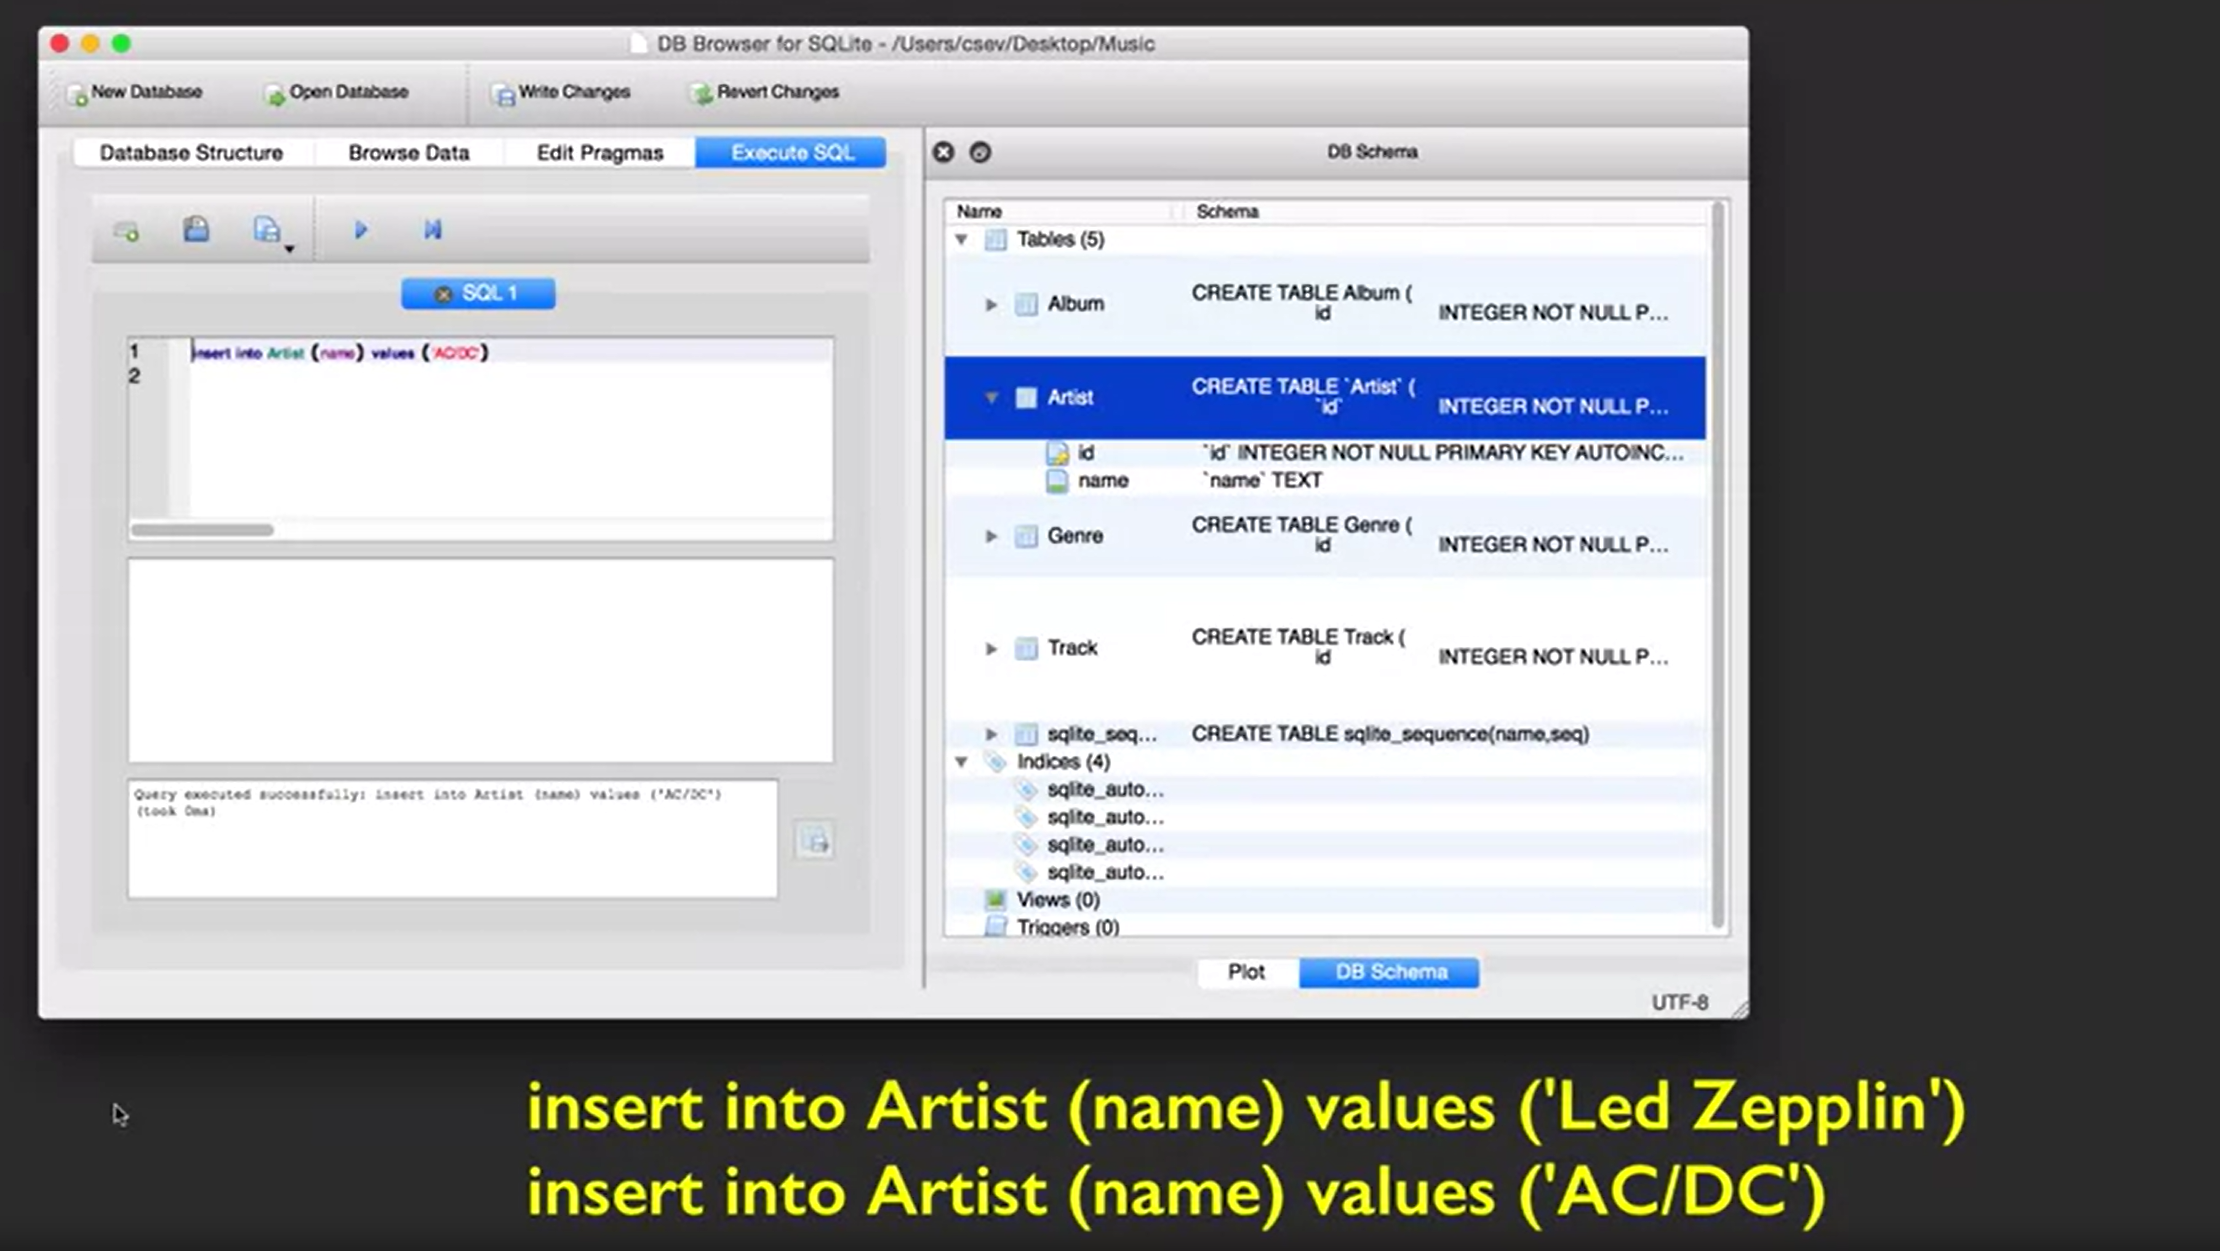 DB Browser for SQLite - /Users/csev/Desktop/Music
New Database Open Database Write Changes Revert Changes
Database Structure Browse Data Edit Pragmas Execute SQL
SQL 1
1 insert into Artist (name) values ('AC/DC')
2
Query executed successfully: insert into Artist (name) values ('AC/DC')
(took 0ms)
DB Schema
Name Schema
Tables (5)
Album CREATE TABLE Album (
id INTEGER NOT NULL P...
Artist CREATE TABLE `Artist` (
`id` INTEGER NOT NULL P...
id `id` INTEGER NOT NULL PRIMARY KEY AUTOINC...
name `name` TEXT
Genre CREATE TABLE Genre (
id INTEGER NOT NULL P...
Track CREATE TABLE Track (
id INTEGER NOT NULL P...
sqlite_seq... CREATE TABLE sqlite_sequence(name,seq)
Indices (4)
sqlite_auto...
sqlite_auto...
sqlite_auto...
sqlite_auto...
Views (0)
Triggers (0)
Plot DB Schema
UTF-8
insert into Artist (name) values ('Led Zepplin')
insert into Artist (name) values ('AC/DC')